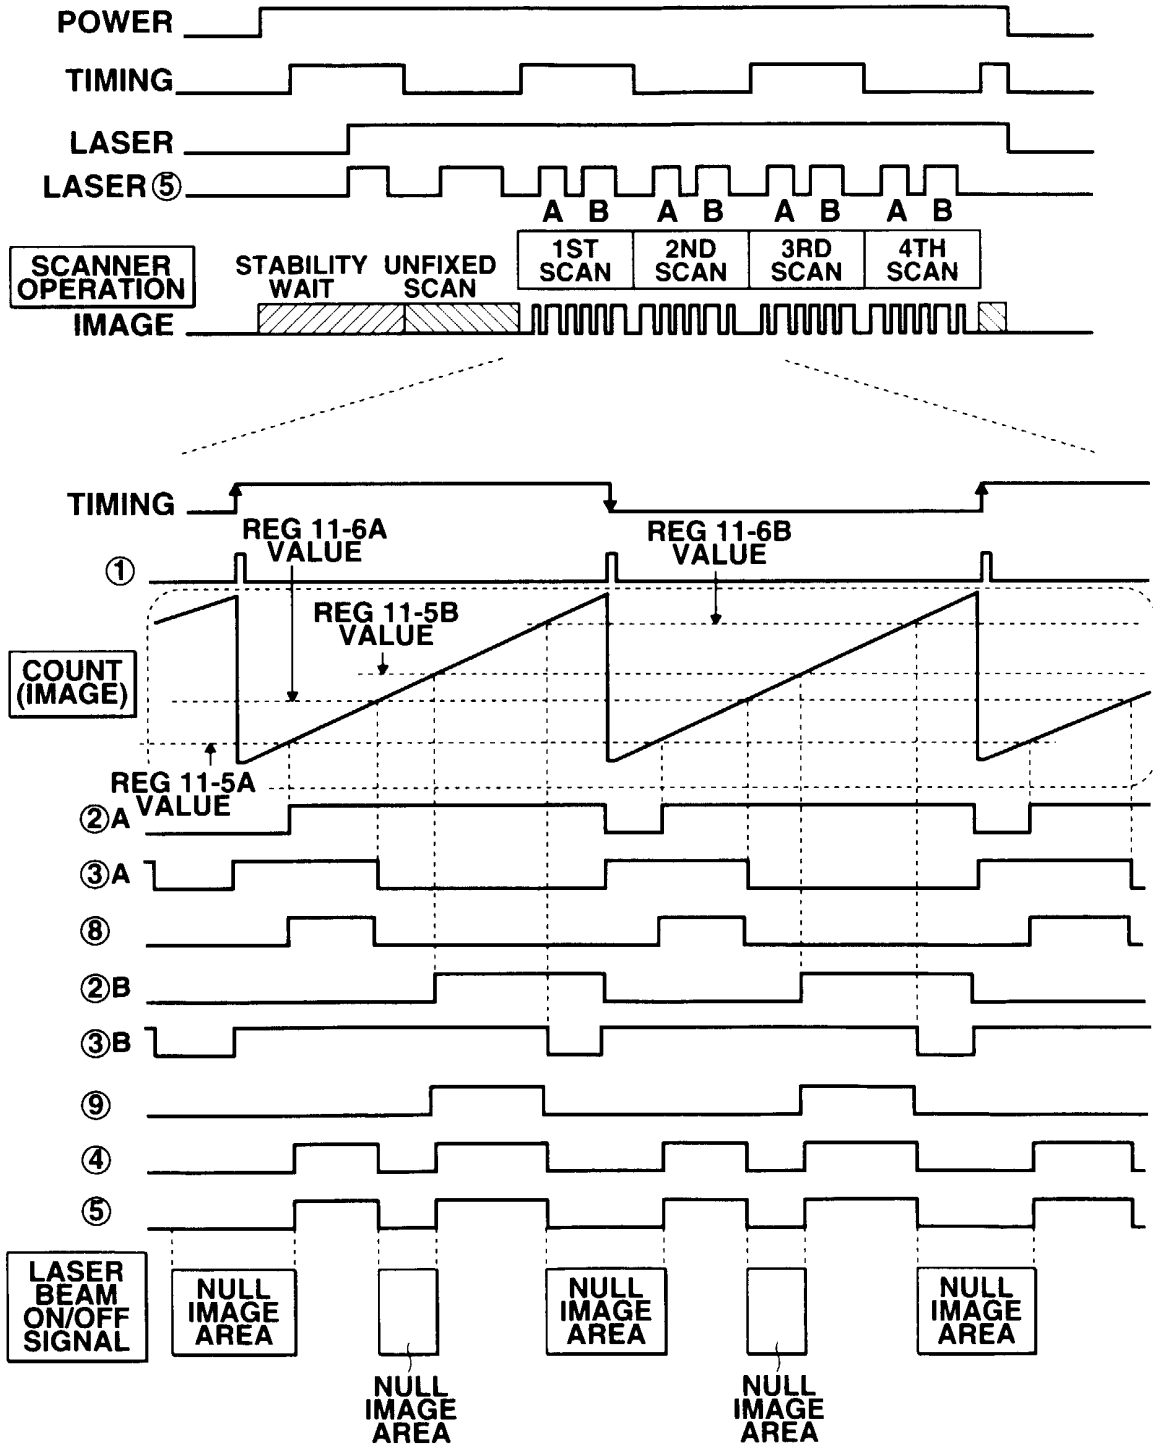 POWER
TIMING
LASER
LASER⑤
A B A B A B A B
SCANNER
OPERATION
STABILITY
WAIT
UNFIXED
SCAN
1ST
SCAN
2ND
SCAN
3RD
SCAN
4TH
SCAN
IMAGE
TIMING
REG 11-6A
VALUE
REG 11-6B
VALUE
①
REG 11-5B
VALUE
COUNT
(IMAGE)
REG 11-5A
VALUE
②A
③A
⑧
②B
③B
⑨
④
⑤
LASER
BEAM
ON/OFF
SIGNAL
NULL
IMAGE
AREA
NULL
IMAGE
AREA
NULL
IMAGE
AREA
NULL
IMAGE
AREA
NULL
IMAGE
AREA